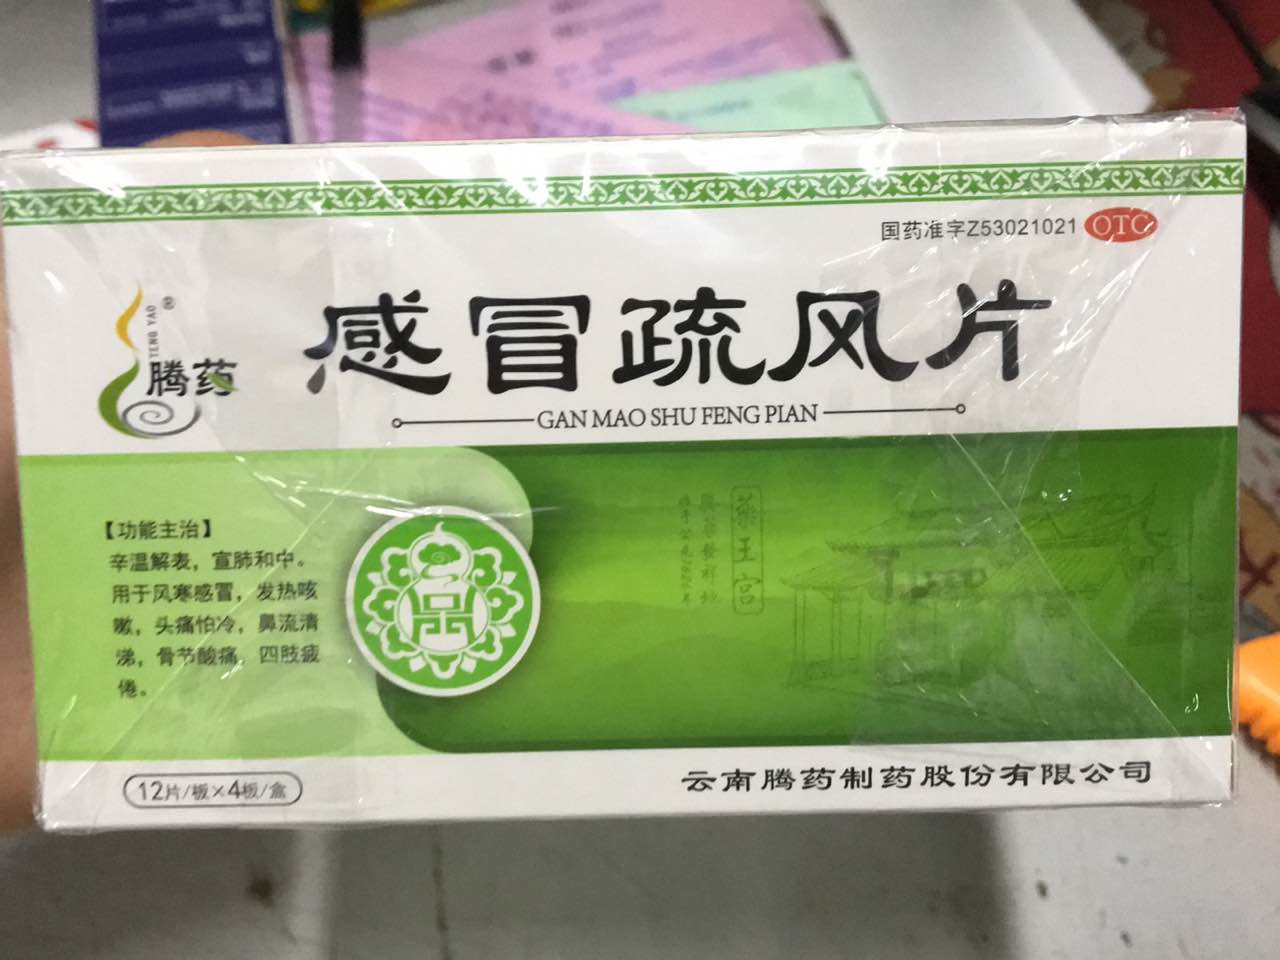 国药准字Z53021021 OTC
TENG YAO ®
腾药
感冒疏风片
GAN MAO SHU FENG PIAN
【功能主治】
辛温解表，宣肺和中。
用于风寒感冒，发热咳
嗽，头痛怕冷，鼻流清
涕，骨节酸痛，四肢疲
倦。
藥王宫
12片/板×4板/盒
云南腾药制药股份有限公司